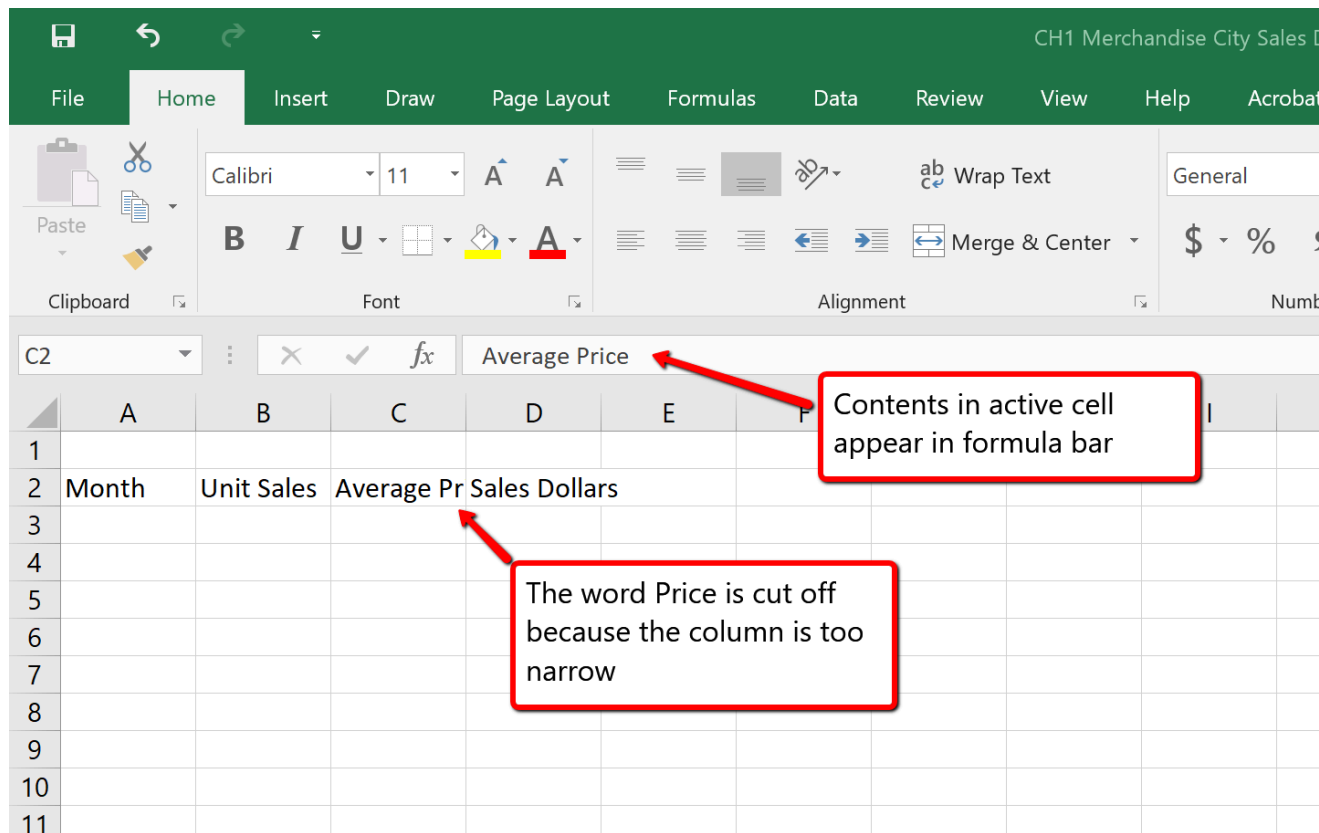 CH1 Merchandise City Sales
File Home Insert Draw Page Layout Formulas Data Review View Help Acrobat
Calibri 11 A A ab Wrap Text General
Paste
B I U A Merge & Center $ %
Clipboard Font Alignment
C2 fx Average Price
Contents in active cell
appear in formula bar
A B C D E F I
1
2 Month Unit Sales Average Pr Sales Dollars
3
4
5
6
7
8
9
10
11
The word Price is cut off
because the column is too
narrow